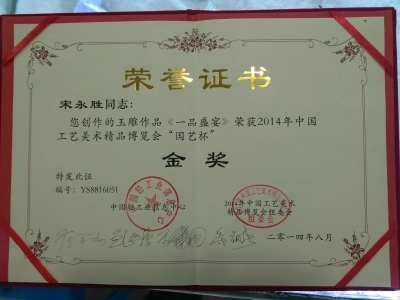 荣誉证书
宋永胜同志：
您创作的玉雕作品《一品盛宴》荣获2014年中国
工艺美术精品博览会“国艺杯”
金奖
特发此证
编号：YS8816051
中国轻工业信息中心
2014年中国工艺美术
精品博览会组委会
二〇一四年八月